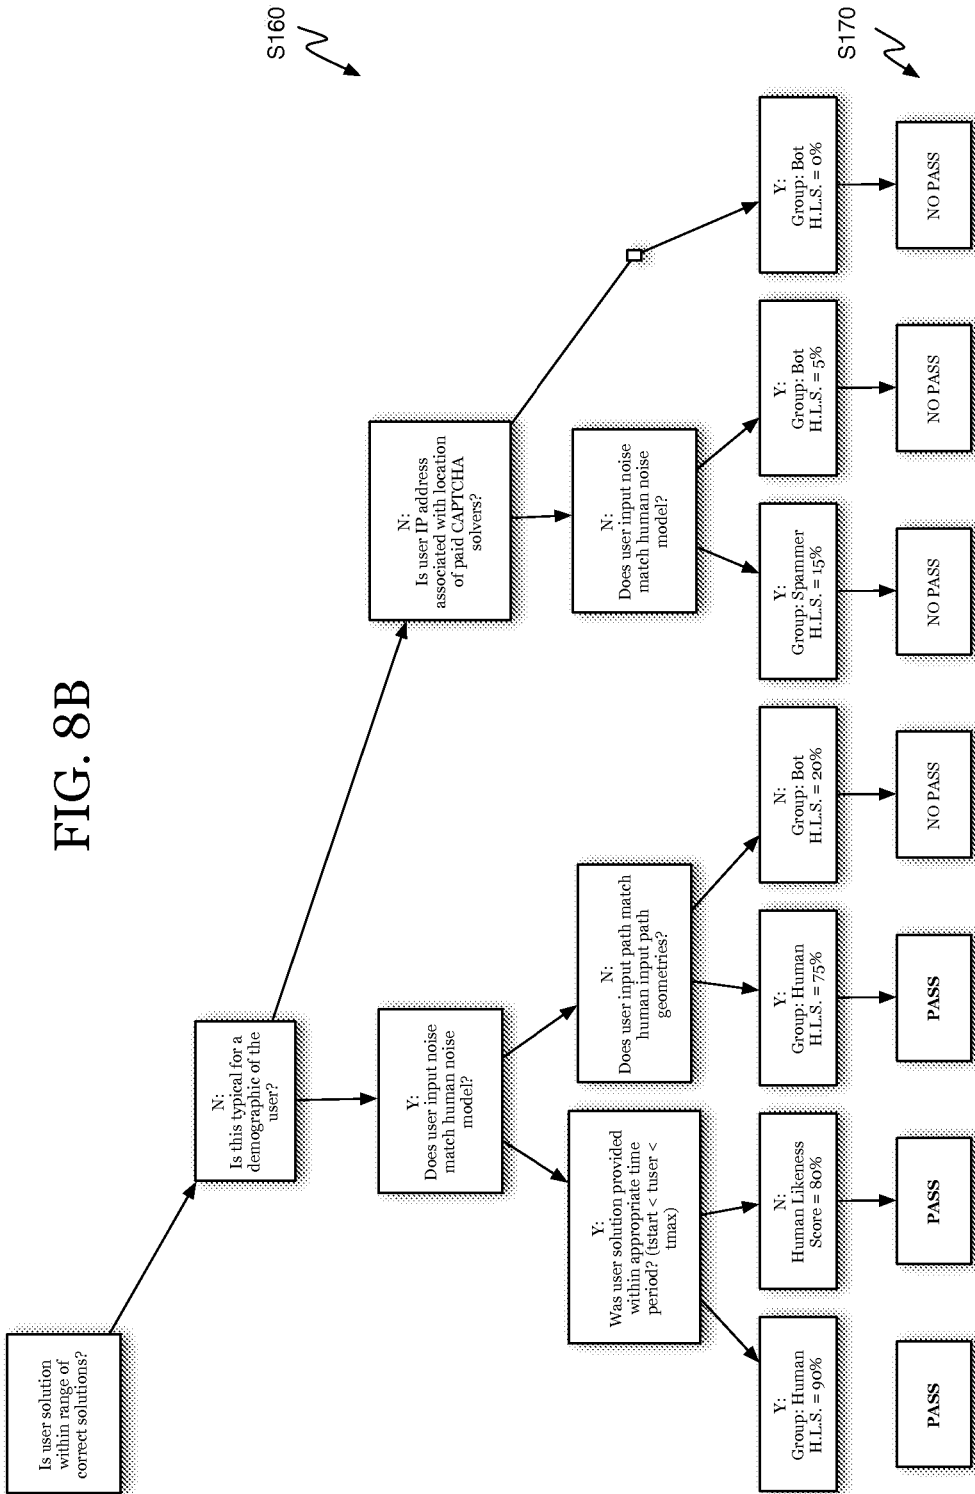 FIG. 8B
S160
Is user solution
within range of
correct solutions?
N:
Is this typical for a
demographic of the
user?
Y:
Does user input noise
match human noise
model?
N:
Is user IP address
associated with location
of paid CAPTCHA
solvers?
Y:
Was user solution provided
within appropriate time
period? (tstart < tuser <
tmax)
N:
Does user input path match
human input path
geometries?
N:
Does user input noise
match human noise
model?
Y:
Group: Human
H.L.S. = 90%
N:
Human Likeness
Score = 80%
Y:
Group: Human
H.L.S. = 75%
N:
Group: Bot
H.L.S. = 20%
Y:
Group: Spammer
H.L.S. = 15%
Y:
Group: Bot
H.L.S. = 5%
Y:
Group: Bot
H.L.S. = 0%
S170
PASS
PASS
PASS
NO PASS
NO PASS
NO PASS
NO PASS